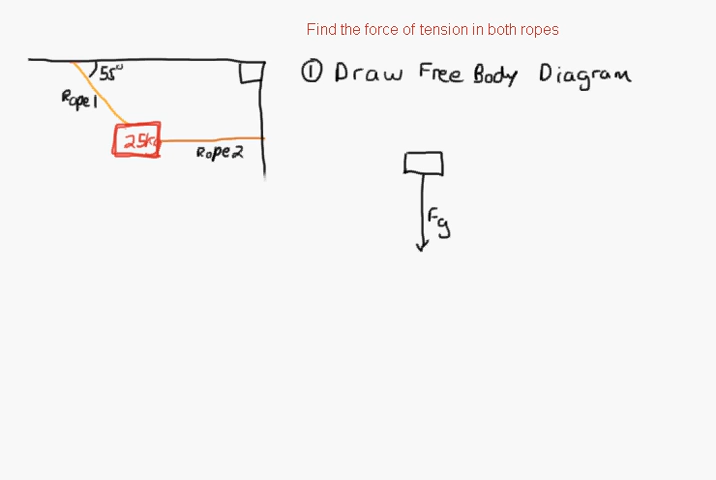 Find the force of tension in both ropes
① Draw Free Body Diagram
55°
Rope 1
25k
Rope 2
Fg